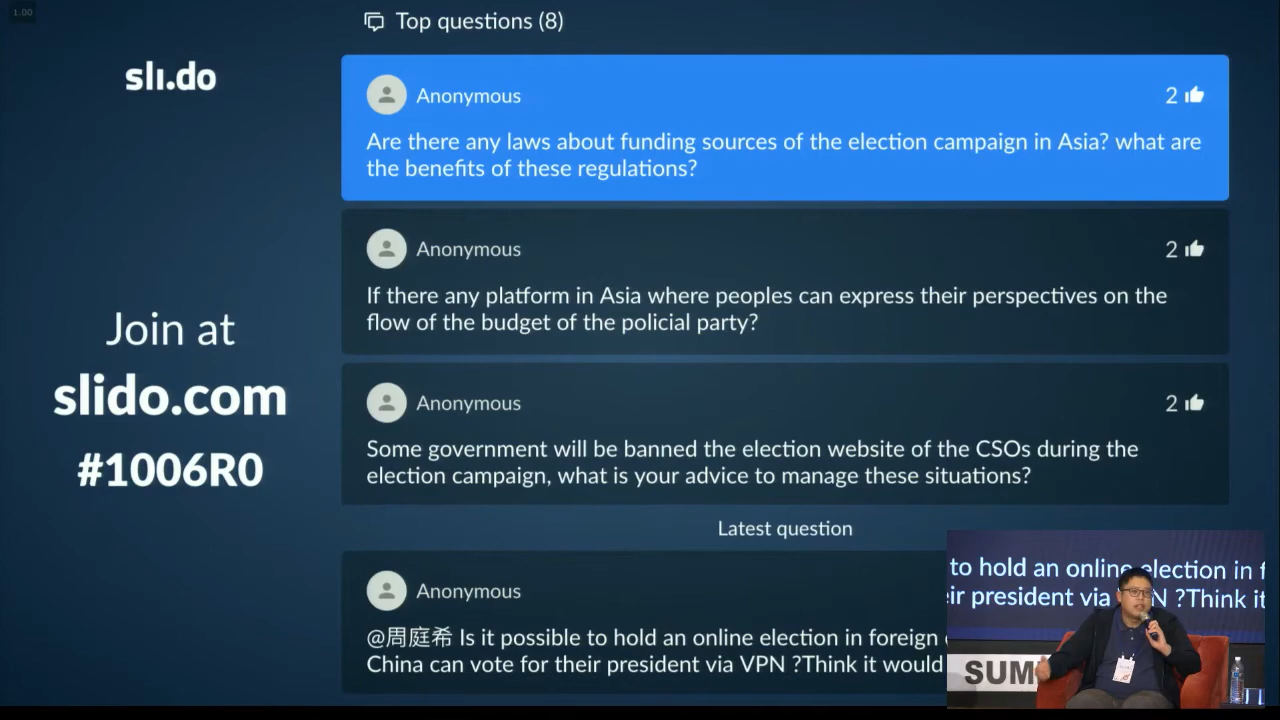 1.00
Top questions (8)
sli.do
Anonymous
2
Are there any laws about funding sources of the election campaign in Asia? what are
the benefits of these regulations?
Anonymous
2
If there any platform in Asia where peoples can express their perspectives on the
flow of the budget of the policial party?
Join at
slido.com
#1006R0
Anonymous
2
Some government will be banned the election website of the CSOs during the
election campaign, what is your advice to manage these situations?
Latest question
Anonymous
@周庭希 Is it possible to hold an online election in foreign
China can vote for their president via VPN ?Think it would
to hold an online election in
president via VPN ?Think it
SUM